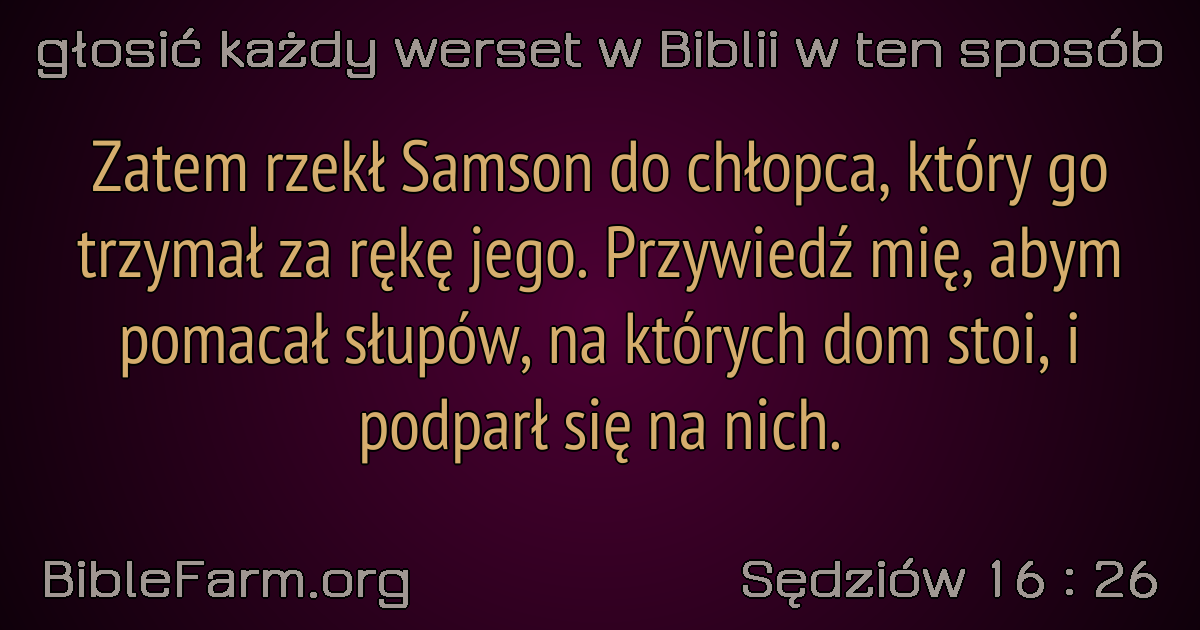 głosić każdy werset w Biblii w ten sposób
Zatem rzekł Samson do chłopca, który go
trzymał za rękę jego. Przywiedź mię, abym
pomacał słupów, na których dom stoi, i
podparł się na nich.
BibleFarm.org
Sędziów 16 : 26